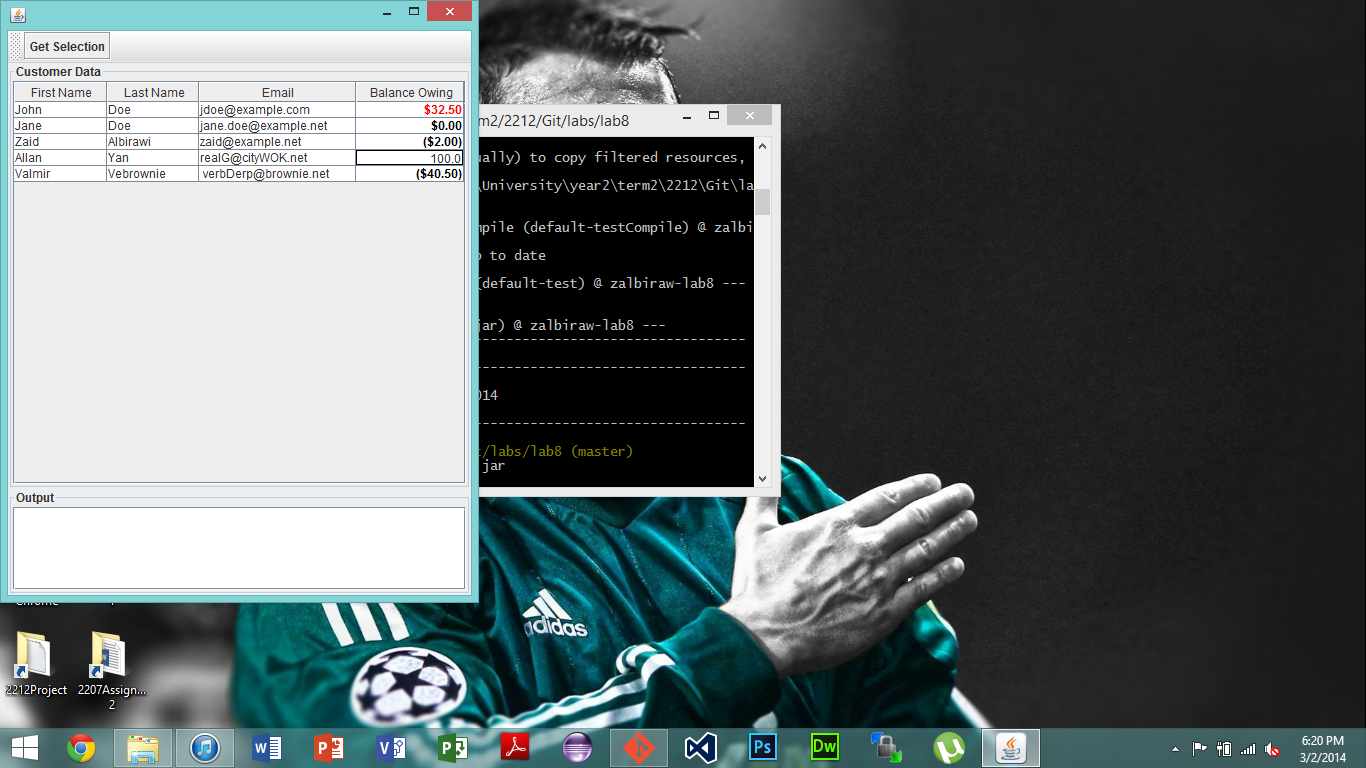 Get Selection
Customer Data
First Name Last Name Email Balance Owing
John Doe jdoe@example.com $32.50
Jane Doe jane.doe@example.net $0.00
Zaid Albirawi zaid@example.net ($2.00)
Allan Yan realG@cityWOK.net 100.0
Valmir Vebrownie verbDerp@brownie.net ($40.50)
Output
m2/2212/Git/labs/lab8
ually) to copy filtered resources,
\University\year2\term2\2212\Git\la
mpile (default-testCompile) @ zalbi
o to date
(default-test) @ zalbiraw-lab8 ---
jar) @ zalbiraw-lab8 ---
------------------------------------
------------------------------------
014
------------------------------------
t/labs/lab8 (master)
jar
adidas
2212Project
2207Assign... 2
W
P
V
P
Ps
Dw
6:20 PM
3/2/2014